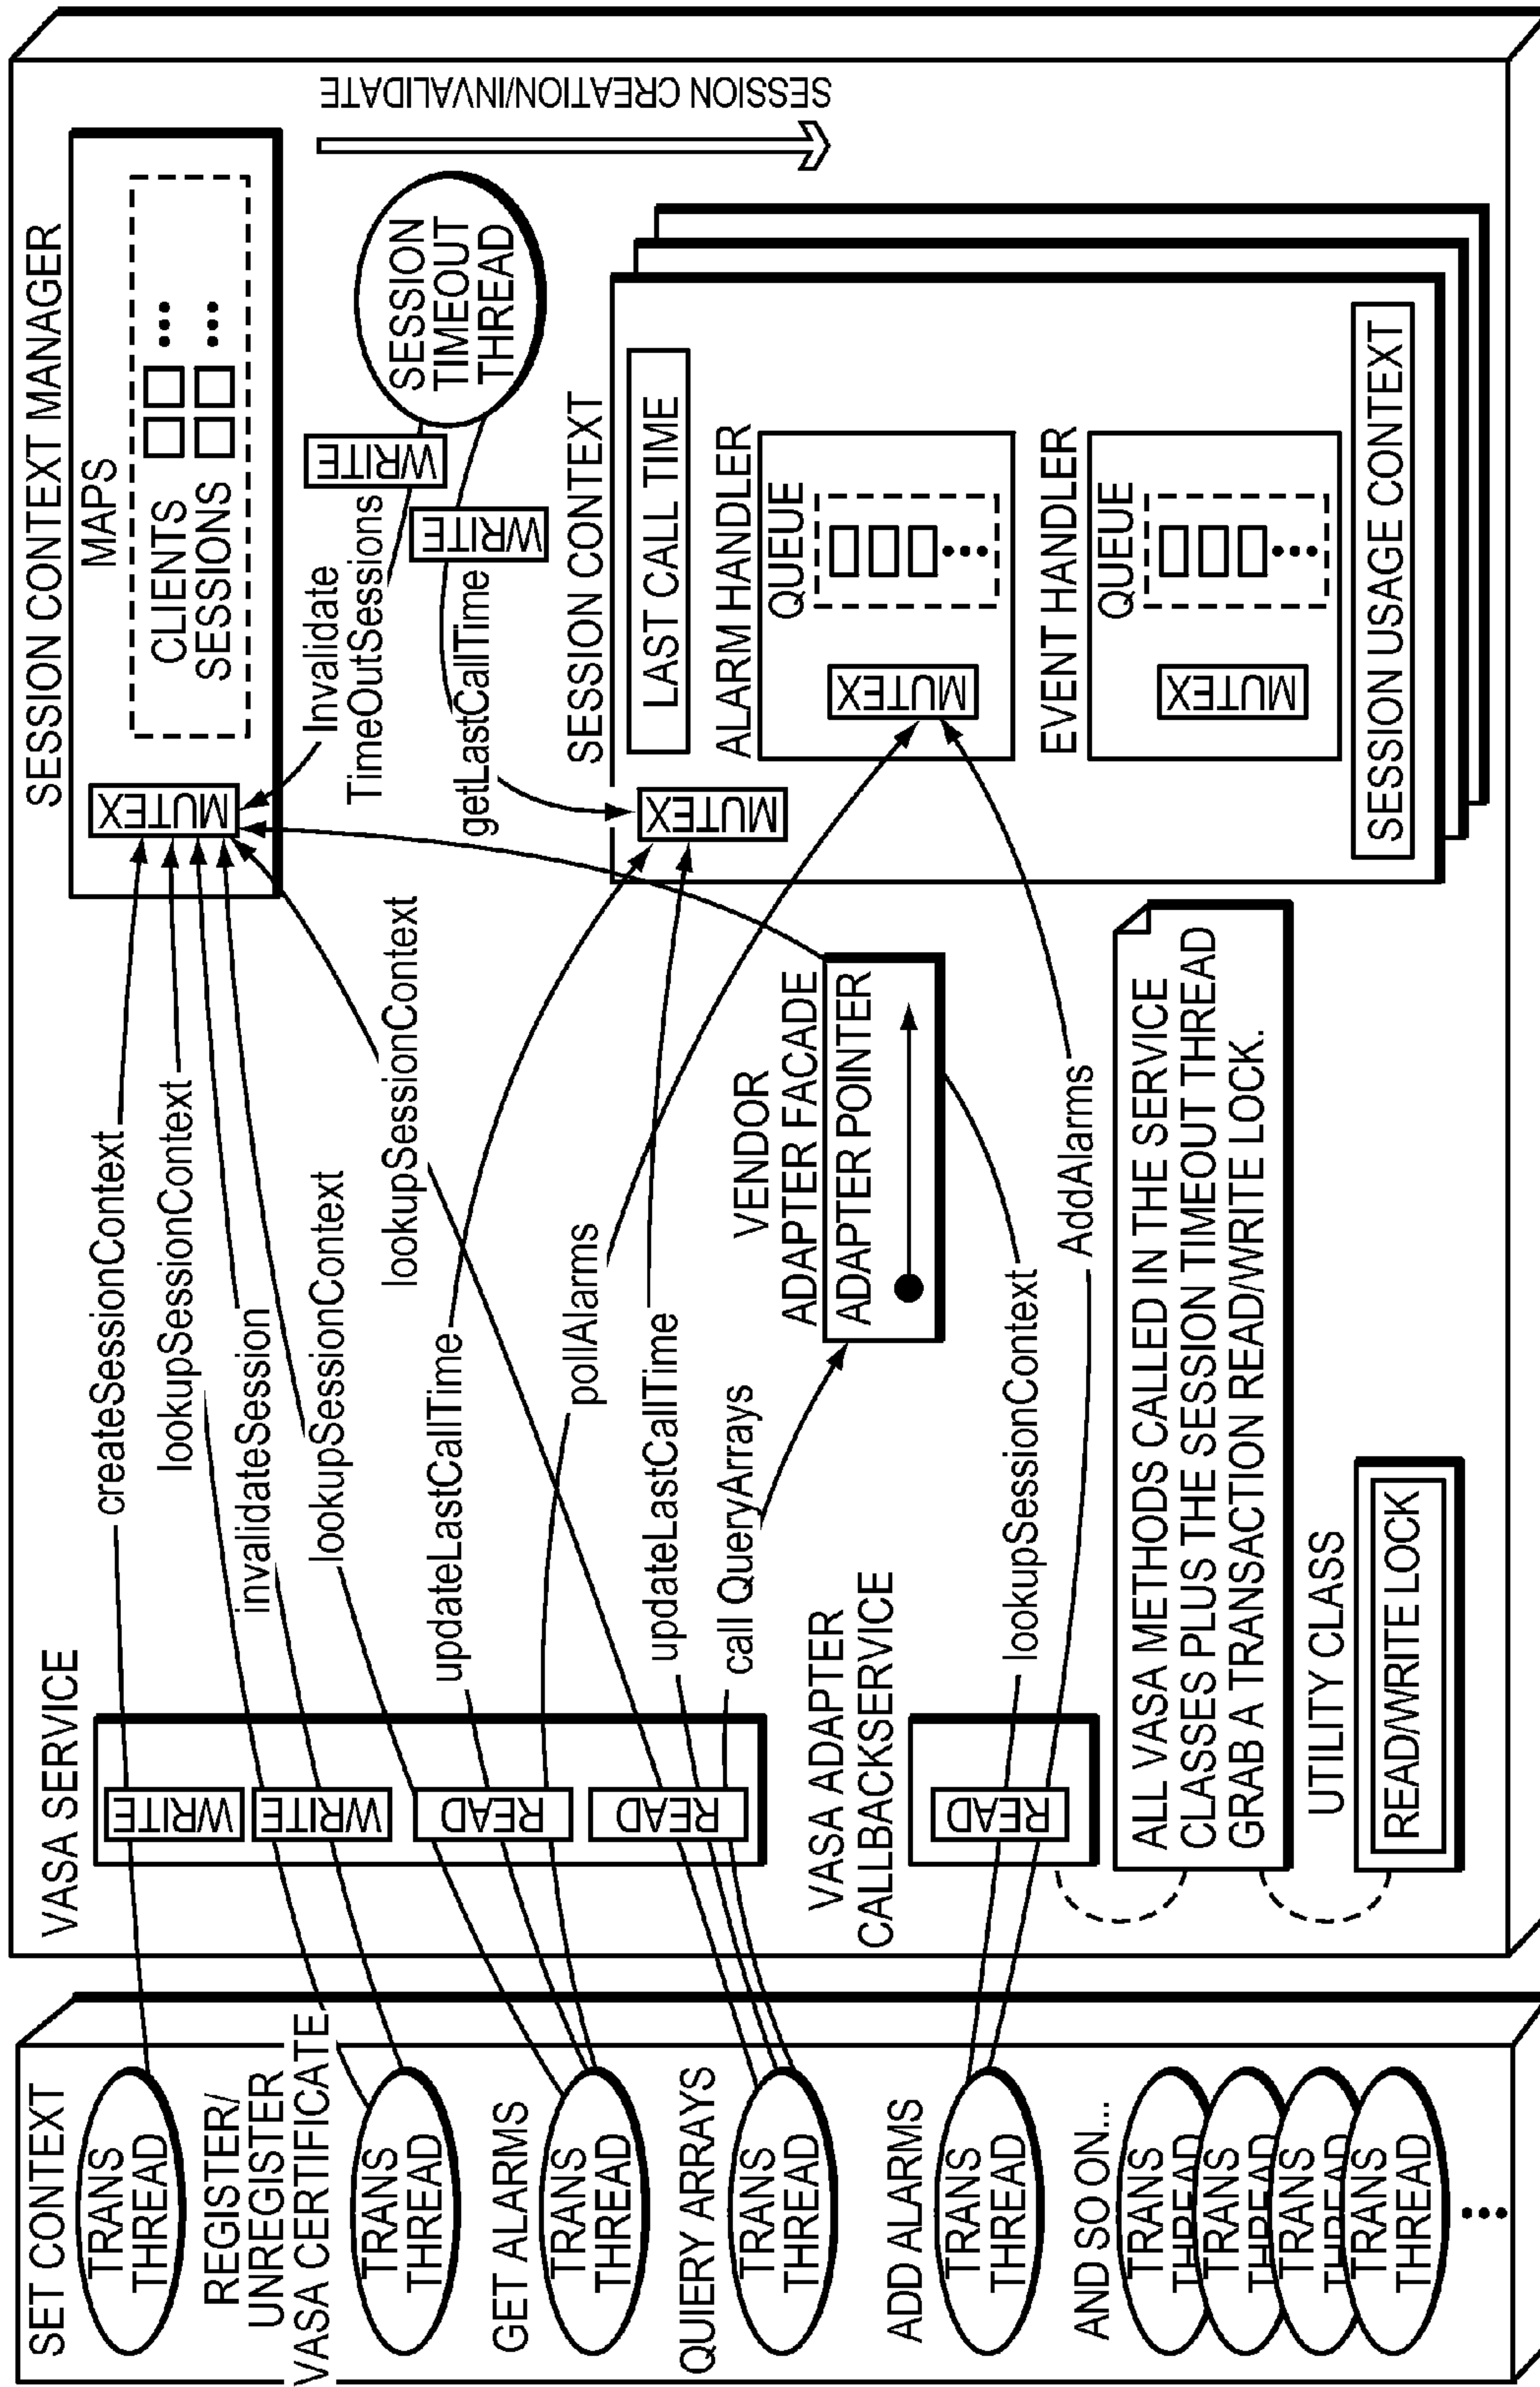 SET CONTEXT
TRANS
THREAD
REGISTER/
UNREGISTER
VASA CERTIFICATE
TRANS
THREAD
GET ALARMS
TRANS
THREAD
QUIERY ARRAYS
TRANS
THREAD
ADD ALARMS
TRANS
THREAD
AND SO ON...
TRANS
THREAD
TRANS
THREAD
TRANS
THREAD
TRANS
THREAD
VASA SERVICE
WRITE
WRITE
READ
READ
VASA ADAPTER
CALLBACKSERVICE
READ
createSessionContext
lookupSessionContext
invalidateSession
lookupSessionContext
lookupSessionContext
updateLastCallTime
pollAlarms
updateLastCallTime
call QueryArrays
lookupSessionContext
AddAlarms
VENDOR
ADAPTER FACADE
ADAPTER POINTER
ALL VASA METHODS CALLED IN THE SERVICE
CLASSES PLUS THE SESSION TIMEOUT THREAD
GRAB A TRANSACTION READ/WRITE LOCK.
UTILITY CLASS
READ/WRITE LOCK
SESSION CONTEXT MANAGER
MAPS
MUTEX
CLIENTS
SESSIONS
Invalidate
TimeOutSessions
WRITE
getLastCallTime
WRITE
SESSION
TIMEOUT
THREAD
SESSION CREATION/INVALIDATE
SESSION CONTEXT
MUTEX
LAST CALL TIME
ALARM HANDLER
QUEUE
MUTEX
EVENT HANDLER
QUEUE
MUTEX
SESSION USAGE CONTEXT